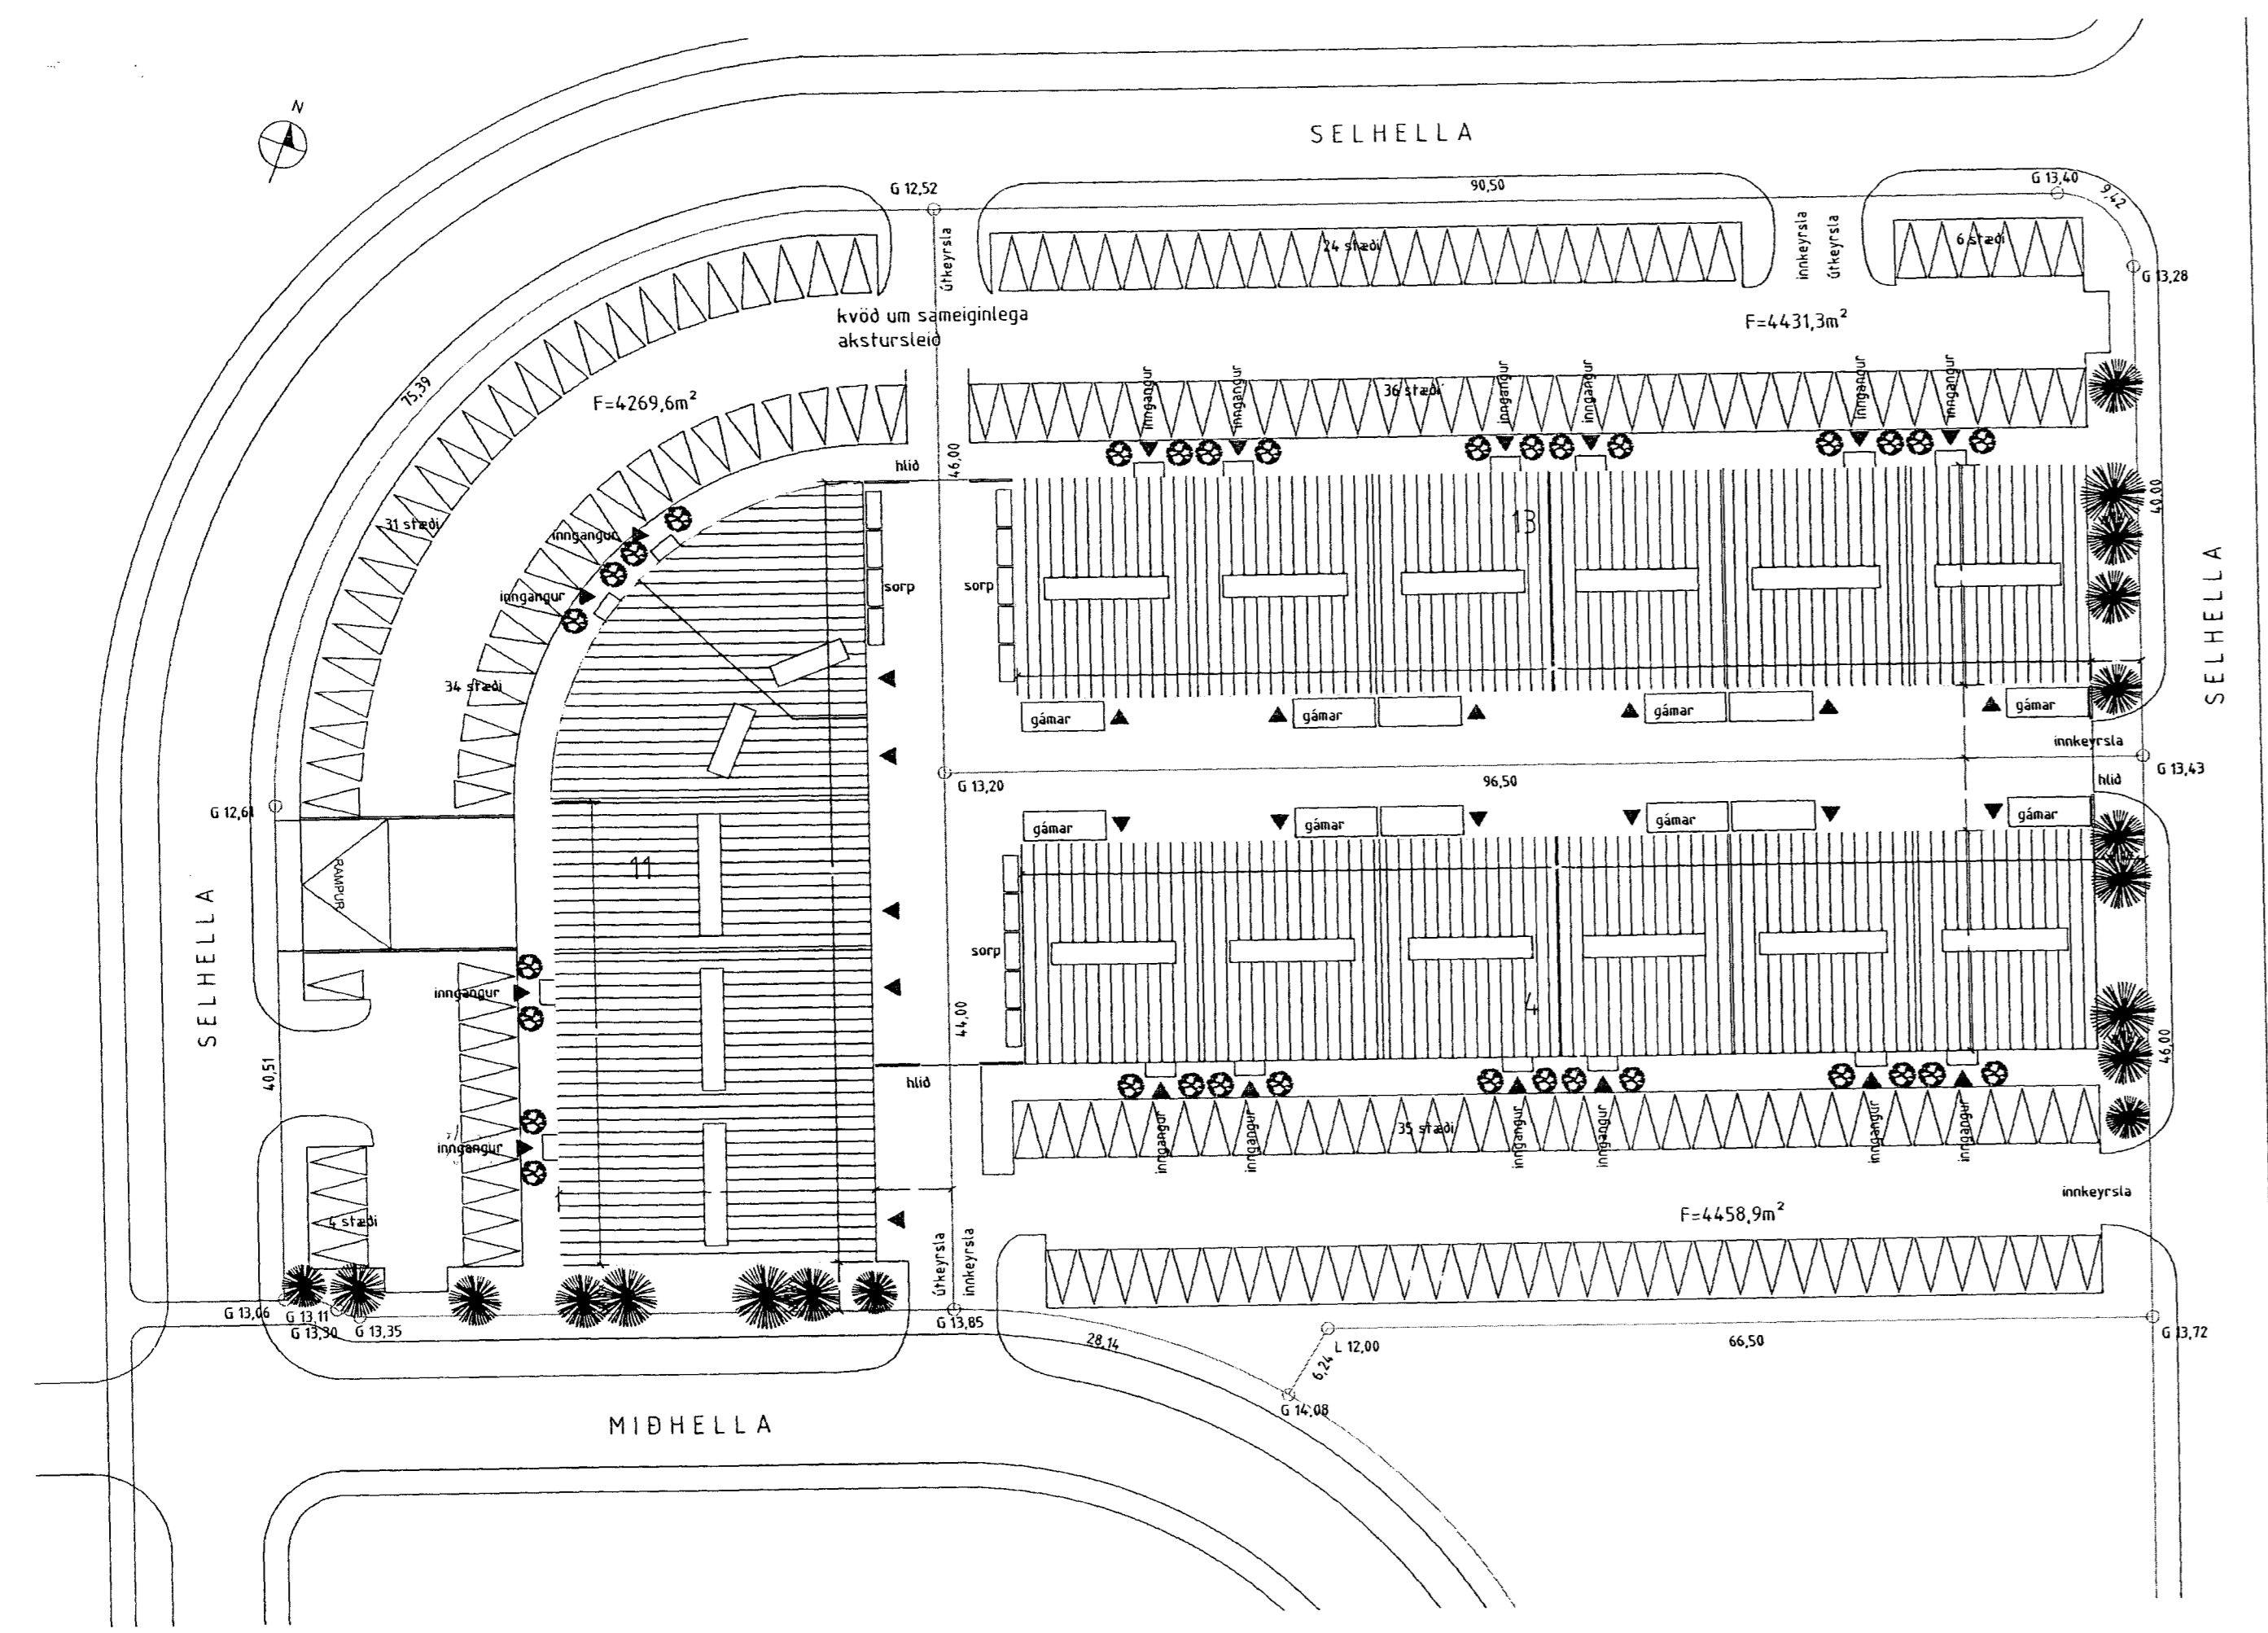 N
SELHELLA
G 12,52
90,50
G 13,40
9,42
útkeyrsla
24 stæði
innkeyrsla
útkeyrsla
6 stæði
G 13,28
kvöð um sameiginlega
akstursleið
F=4431,3m²
75,39
F=4269,6m²
inngangur
inngangur
36 stæði
inngangur
inngangur
inngangur
inngangur
hlið
46,00
31 stæði
inngangur
13
40,00
inngangur
sorp
sorp
SELHELLA
34 stæði
gámar
gámar
gámar
gámar
innkeyrsla
G 13,20
96,50
G 13,43
hlið
G 12,61
gámar
gámar
gámar
gámar
RAMPUR
11
SELHELLA
sorp
inngangur
4
44,00
46,00
40,51
hlið
inngangur
inngangur
inngangur
35 stæði
inngangur
inngangur
inngangur
inngangur
innkeyrsla
4 stæði
F=4458,9m²
útkeyrsla
innkeyrsla
G 13,06
G 13,11
G 13,30
G 13,35
G 13,85
28,14
L 12,00
6,24
66,50
G 13,72
G 14,08
MIÐHELLA